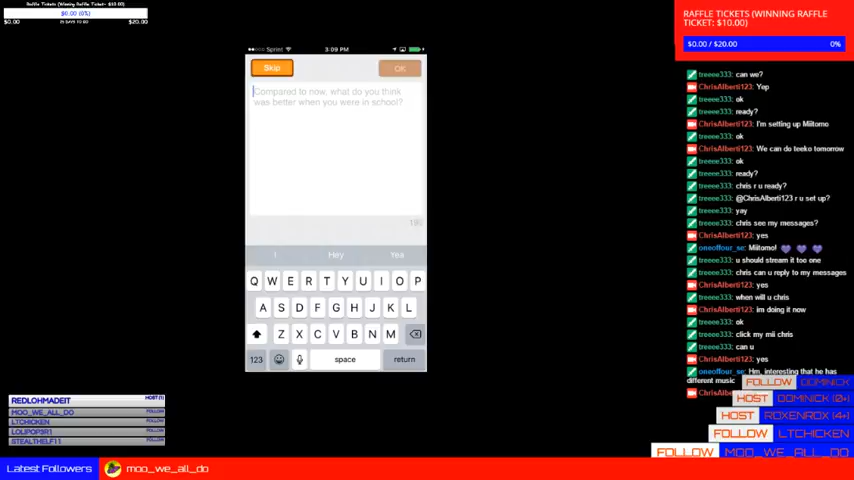 Raffle Tickets (Winning Raffle Ticket- $10.00)
$0.00 (0%)
$0.00
$20.00
RAFFLE TICKETS (WINNING RAFFLE
TICKET: $10.00)
$0.00 / $20.00
0%
Sprint
3:09 PM
Skip
OK
Compared to now, what do you think
was better when you were in school?
I
Hey
Yea
Q W E R T Y U I O P
A S D F G H J K L
Z X C V B N M
123
space
return
treeee333: can we?
ChrisAlberti123: Yep
treeee333: ok
treeee333: ready?
ChrisAlberti123: I'm setting up Miitomo
treeee333: ok
ChrisAlberti123: We can do teeko tomorrow
treeee333: ok
treeee333: ready?
treeee333: chris r u ready?
treeee333: @ChrisAlberti123 r u set up?
treeee333: yay
treeee333: chris see my messages?
ChrisAlberti123: yes
oneoffour_se: Miitomo!
treeee333: u should stream it too one
treeee333: chris can u reply to my messages
ChrisAlberti123: yes
treeee333: when will u chris
ChrisAlberti123: im doing it now
treeee333: ok
treeee333: click my mii chris
treeee333: can u
ChrisAlberti123: yes
oneoffour_se: Hm, interesting that he has
different music
FOLLOW DOMINICK
HOST DOMINICK (0+)
HOST ROXENROX (4+)
FOLLOW LTCHICKEN
FOLLOW MOO_WE_ALL_DO
REDLOHMADEIT HOST (1)
MOO_WE_ALL_DO FOLLOW
LTCHICKEN FOLLOW
LOLIPOP3R1 FOLLOW
STEALTHELF11 FOLLOW
Latest Followers
moo_we_all_do